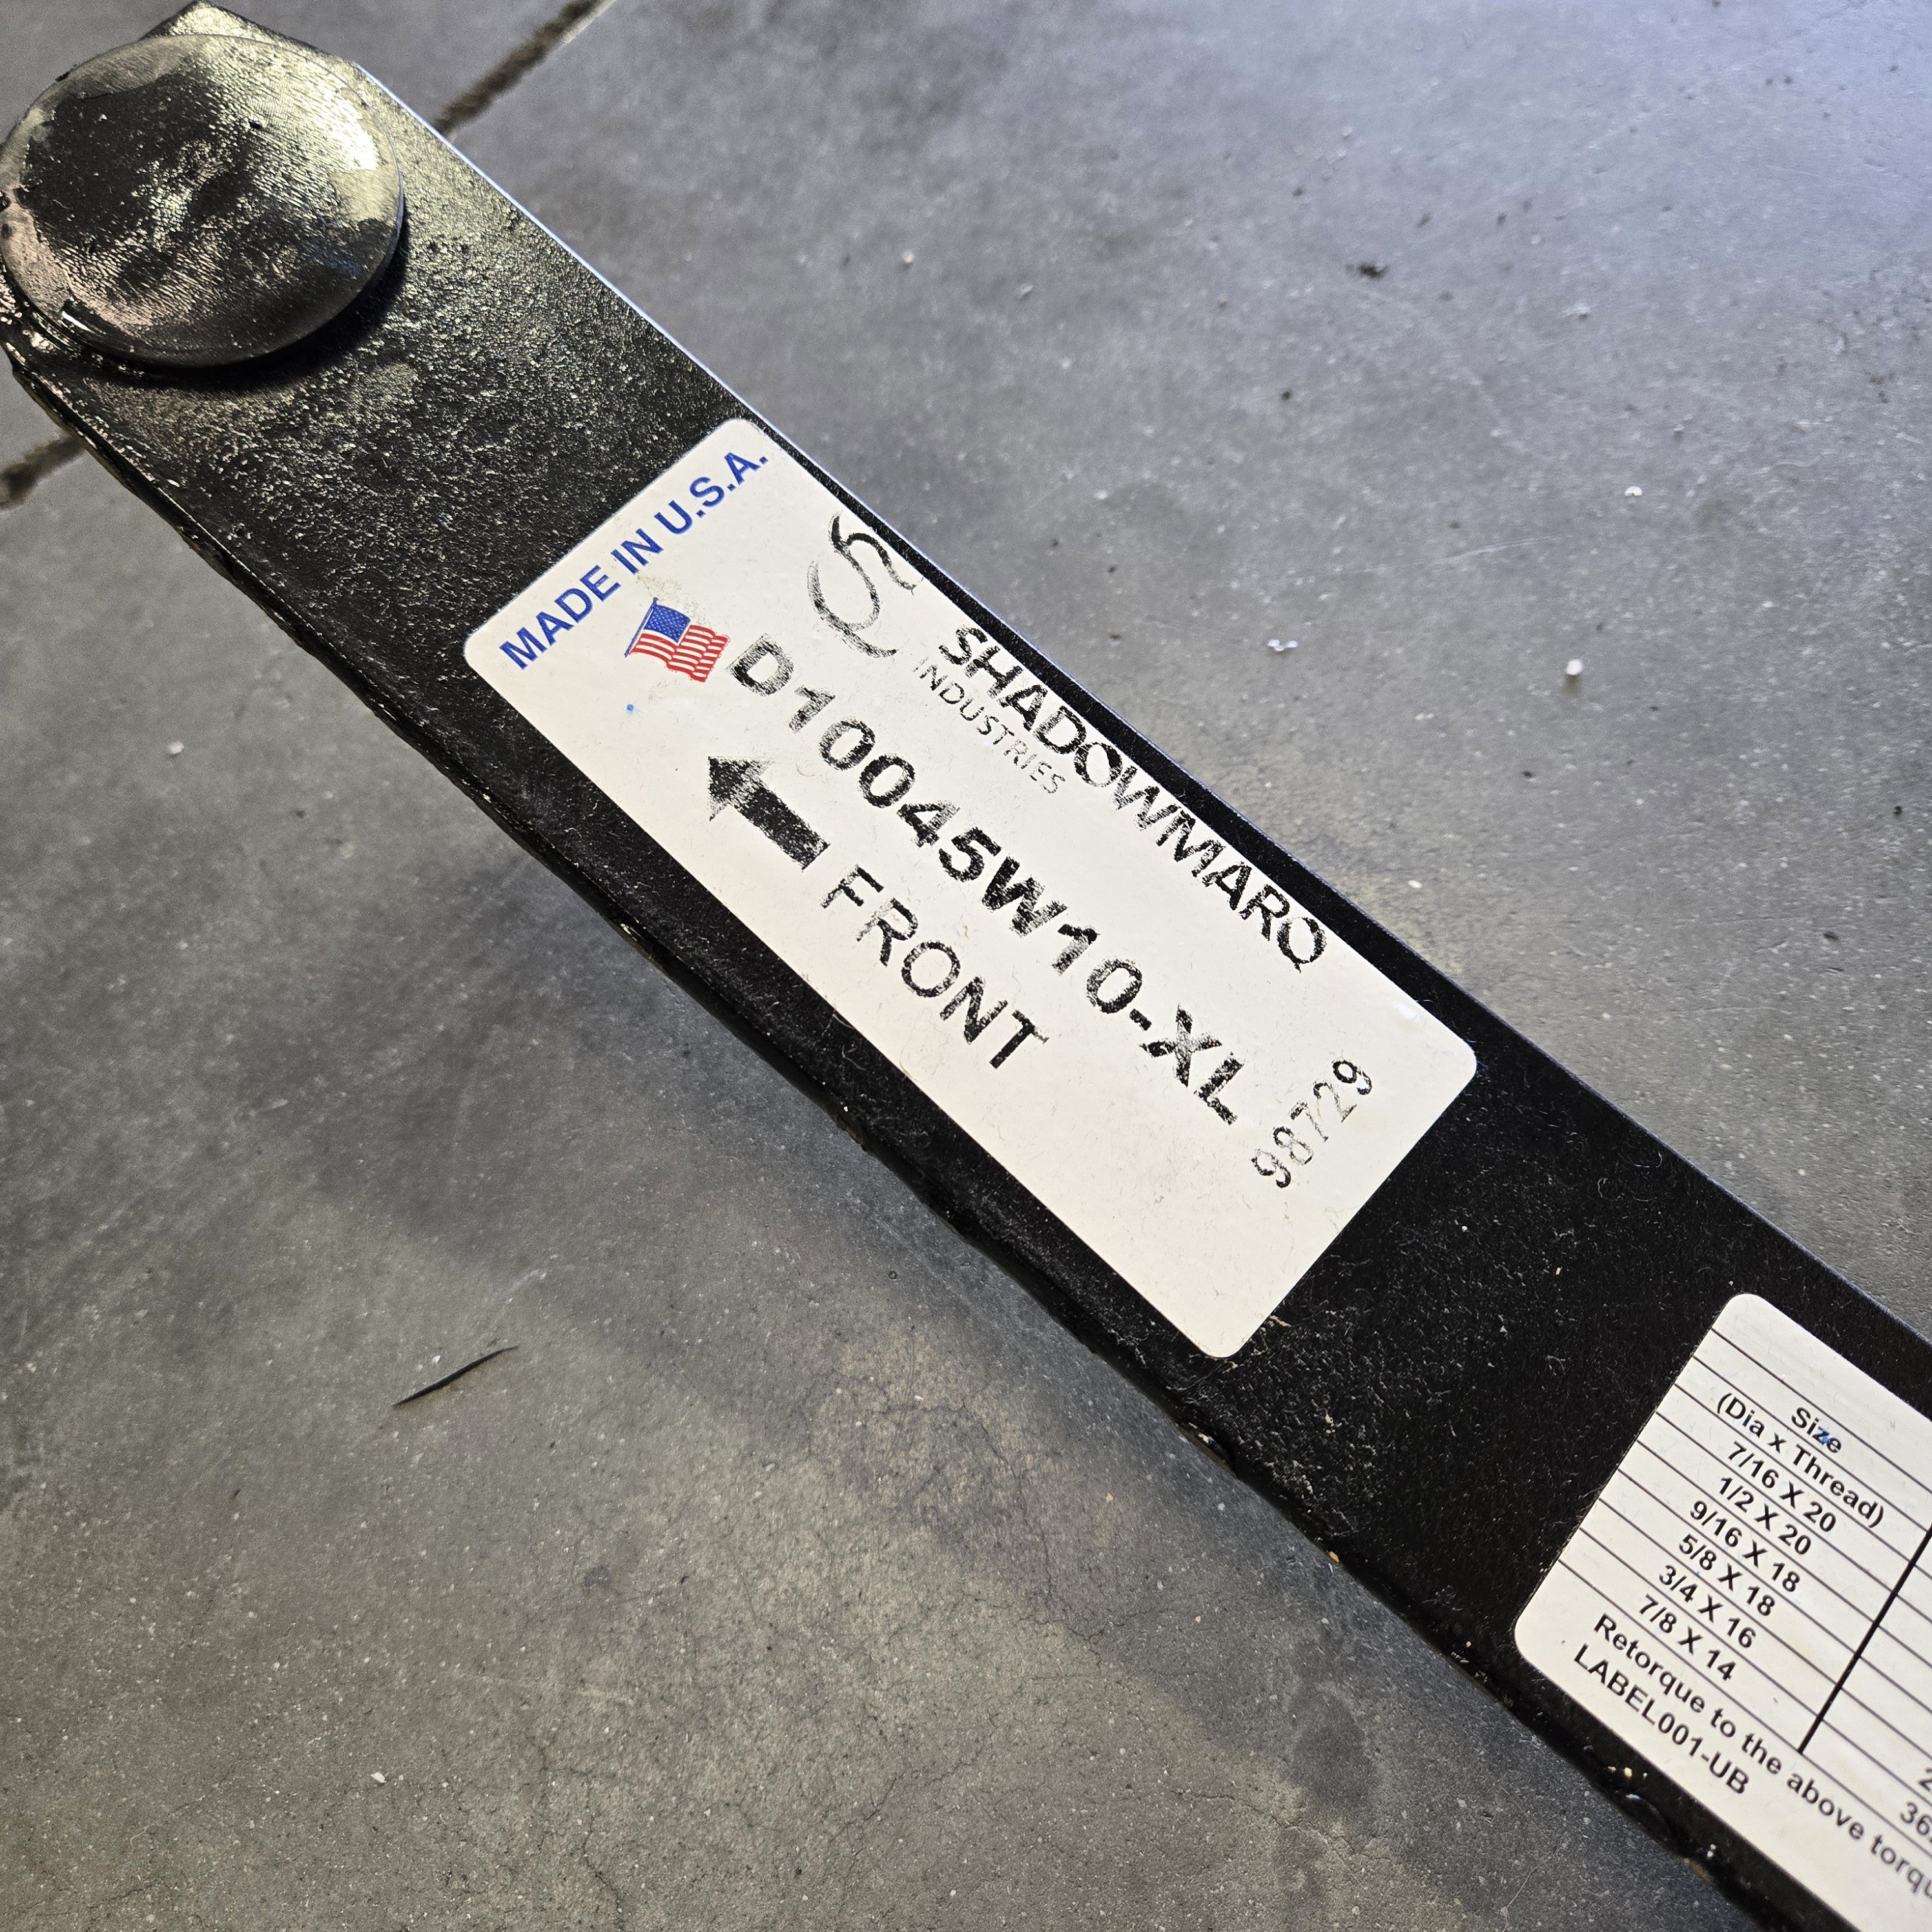 MADE IN U.S.A.
SHADOWMARQ
INDUSTRIES
D10045W10-XL
FRONT
98729
Size
(Dia x Thread)
7/16 X 20
1/2 X 20
9/16 X 18
5/8 X 18
3/4 X 16
7/8 X 14
Retorque to the above
LABEL001-UB